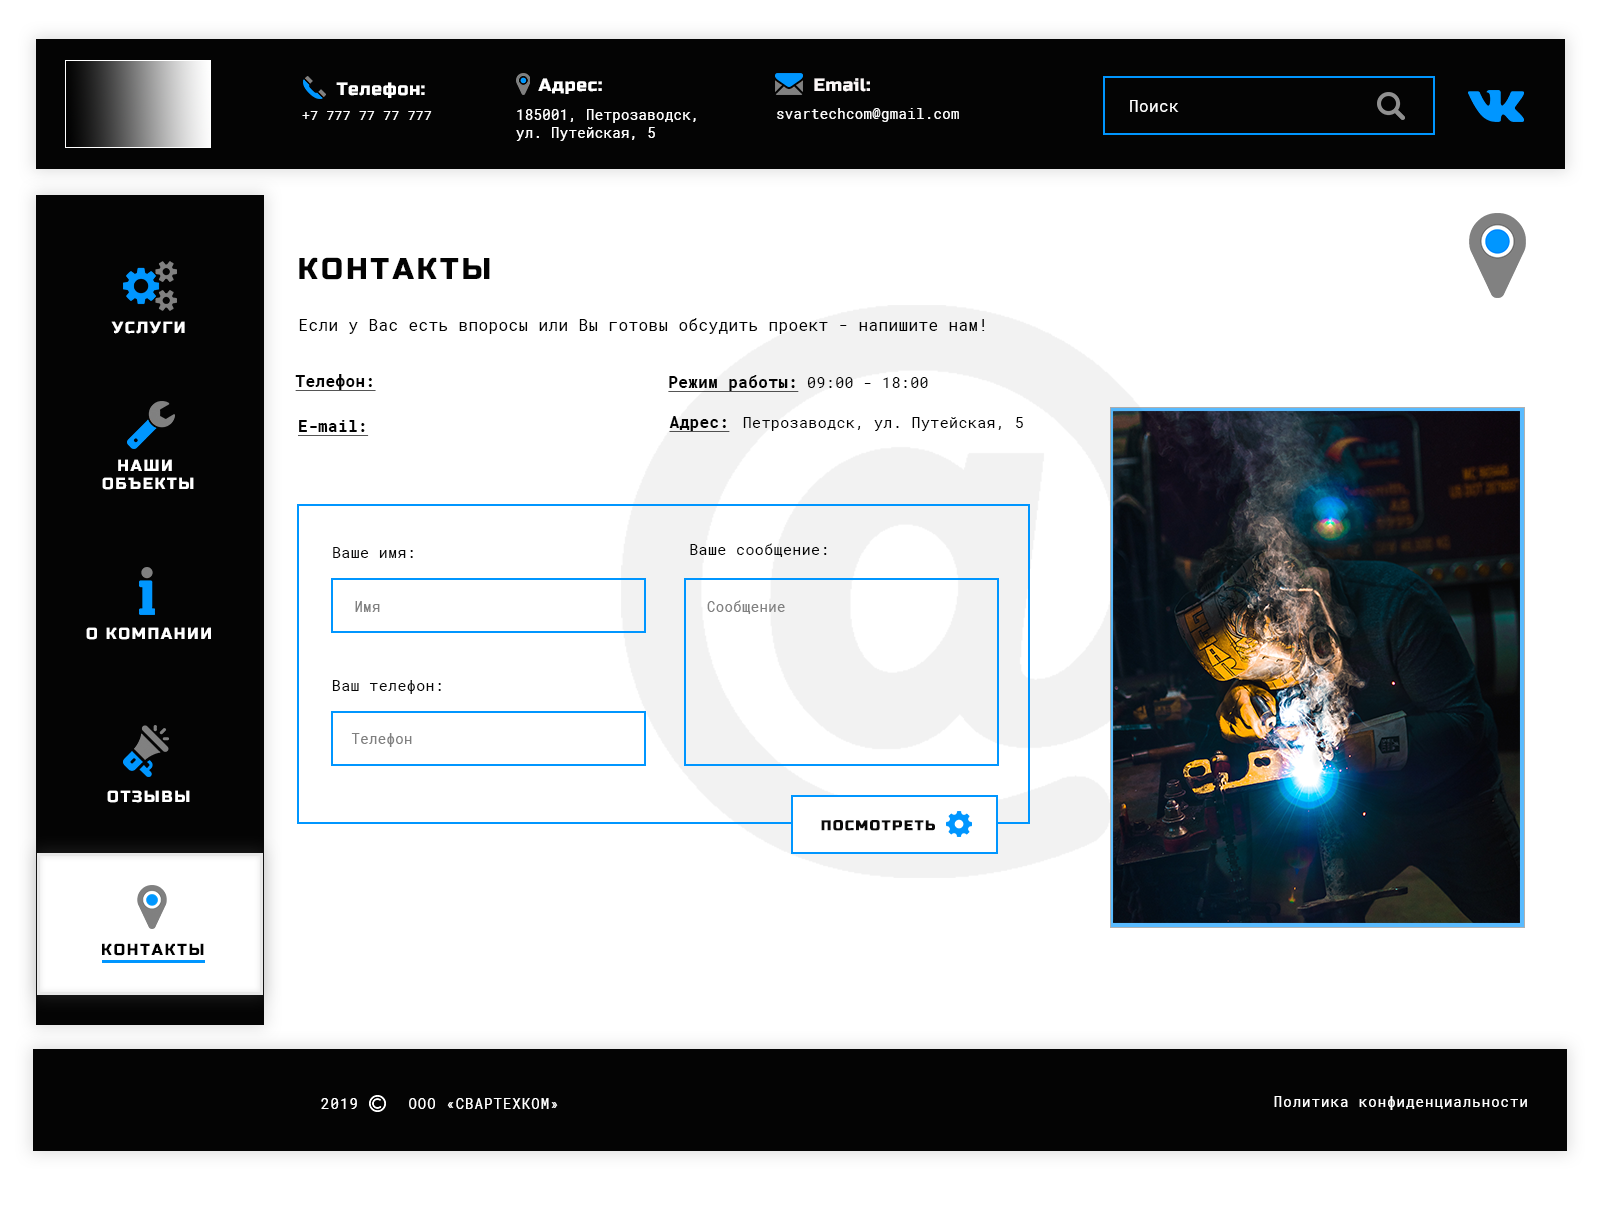 Телефон:
+7 777 77 77 777
Адрес:
185001, Петрозаводск,
ул. Путейская, 5
Email:
svartechcom@gmail.com
Поиск
УСЛУГИ
НАШИ
ОБЪЕКТЫ
О КОМПАНИИ
ОТЗЫВЫ
КОНТАКТЫ
КОНТАКТЫ
Если у Вас есть впоросы или Вы готовы обсудить проект - напишите нам!
Телефон:
Режим работы: 09:00 - 18:00
E-mail:
Адрес: Петрозаводск, ул. Путейская, 5
Ваше имя:
Имя
Ваш телефон:
Телефон
Ваше сообщение:
Сообщение
ПОСМОТРЕТЬ
2019 © ООО «СВАРТЕХКОМ»
Политика конфиденциальности